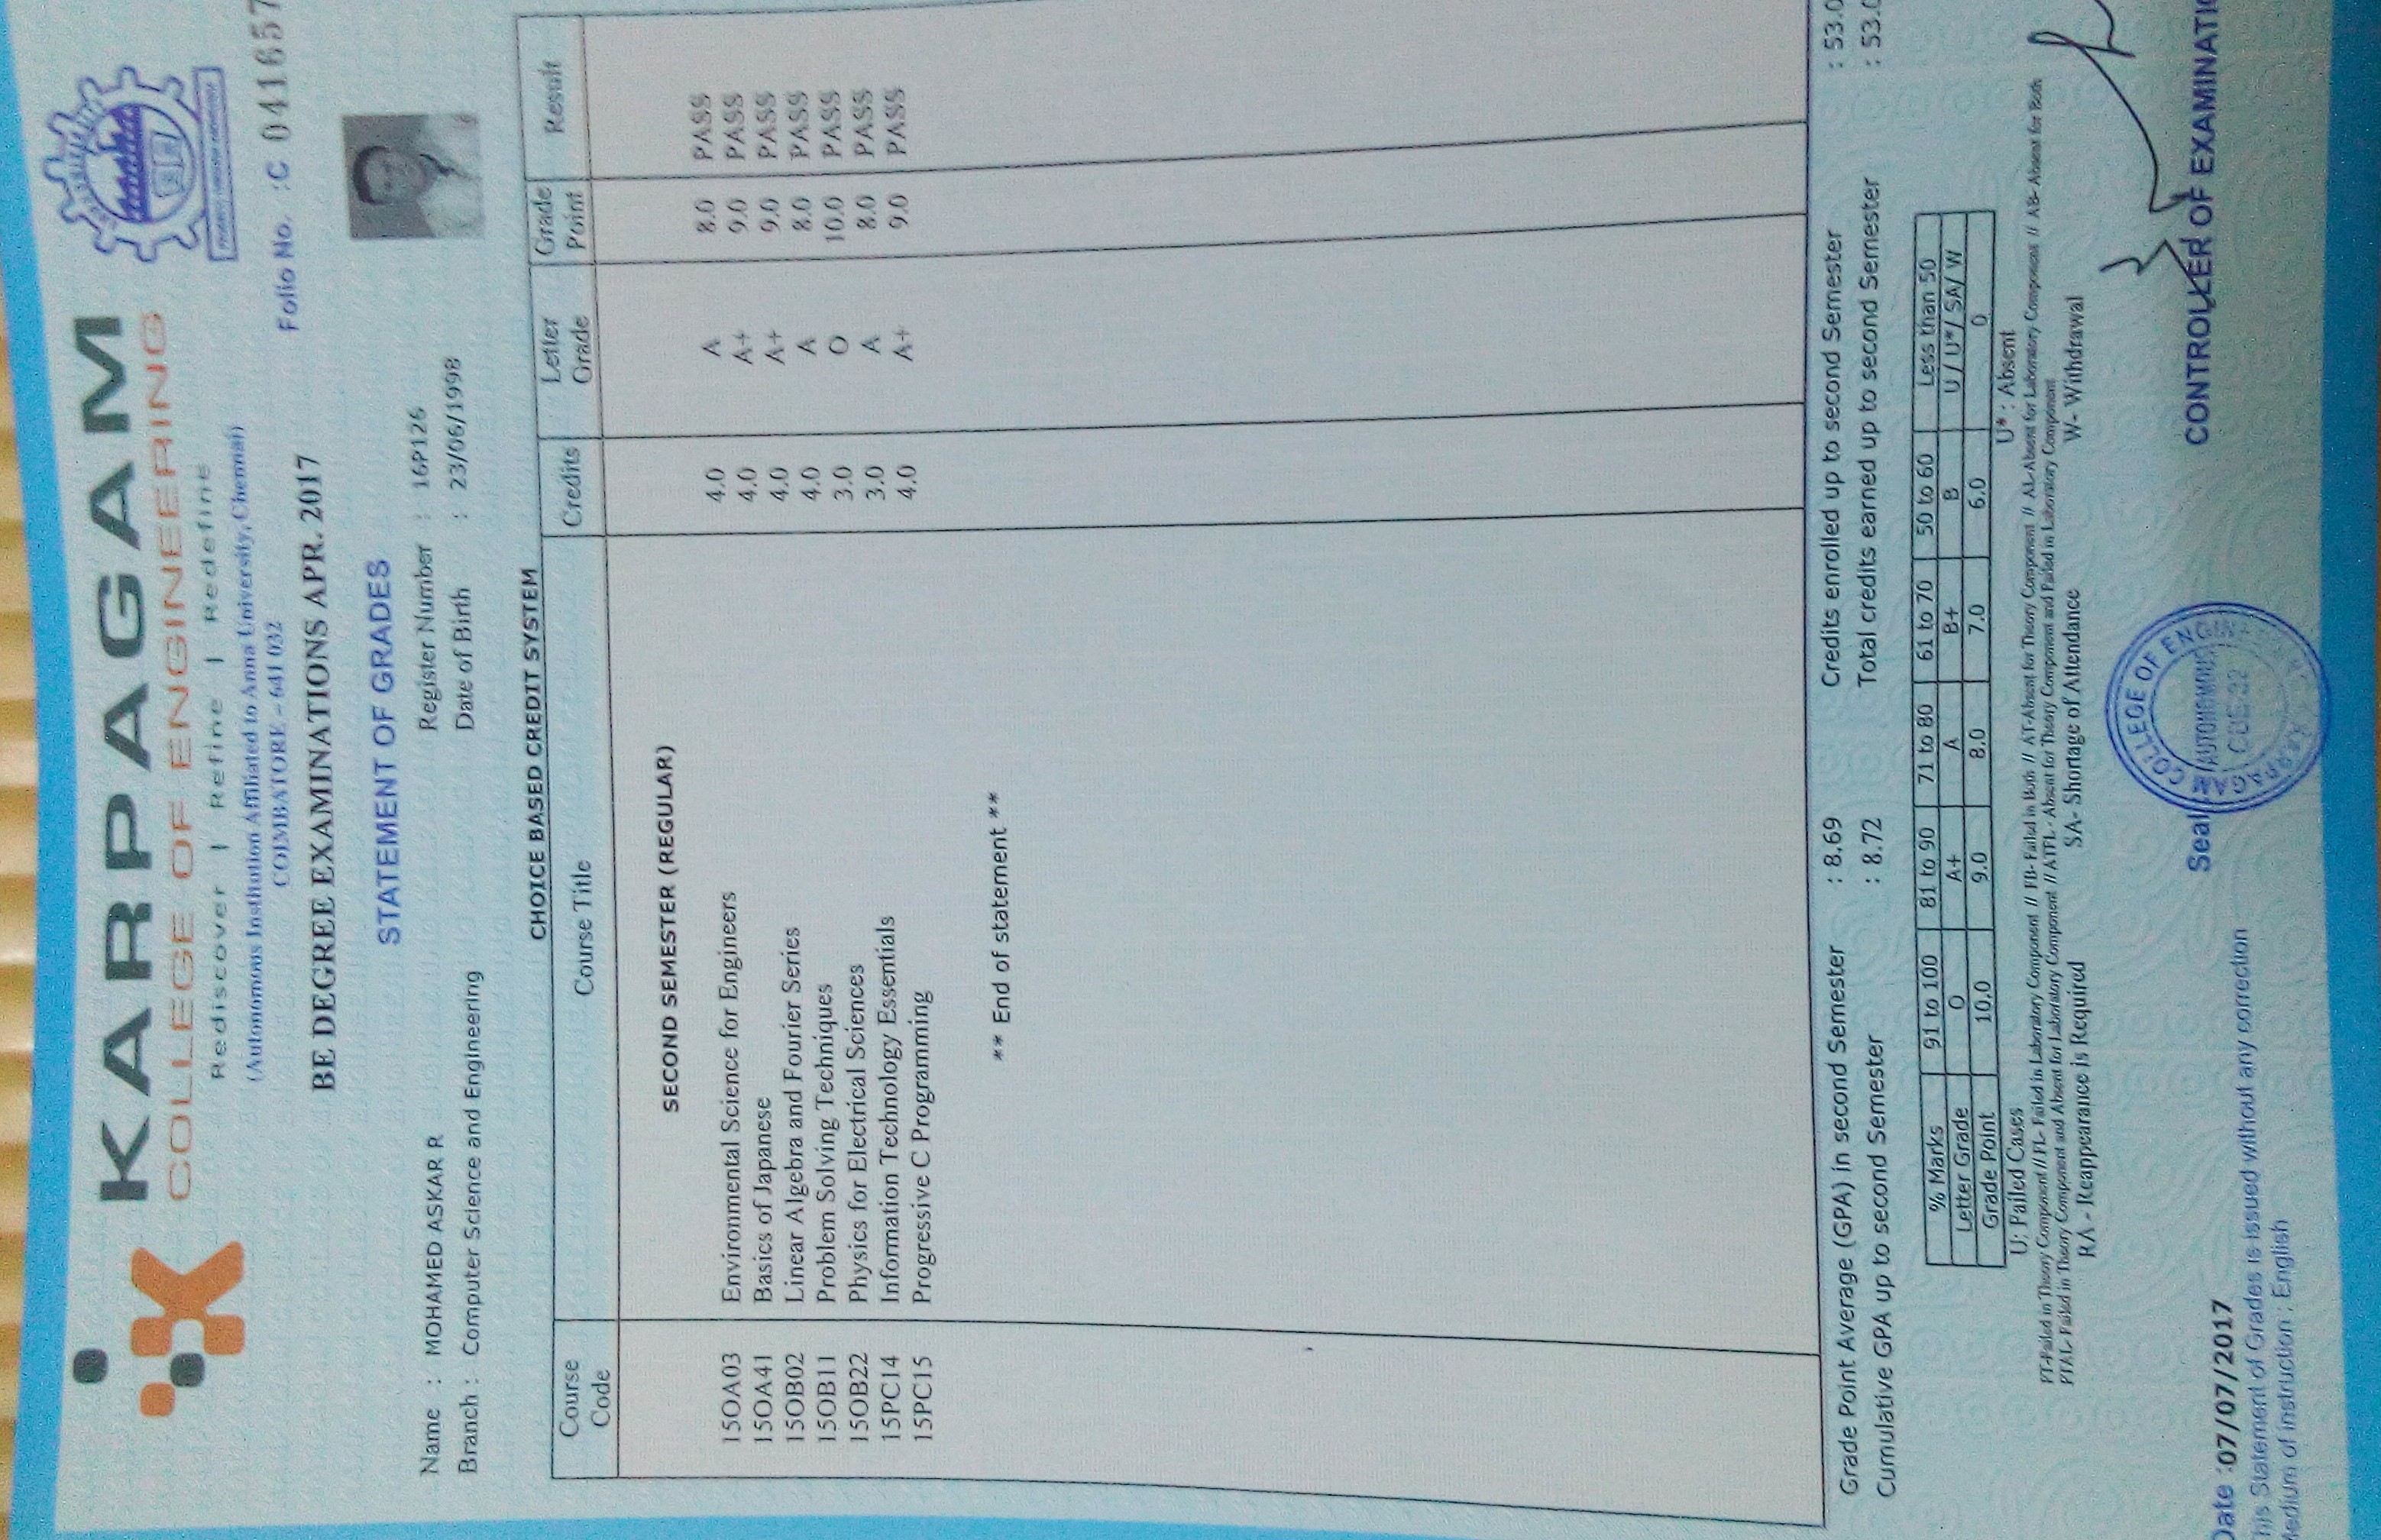 KARPAGAM
COLLEGE OF ENGINEERING
Rediscover | Refine | Redefine
(Autonomous Institution Affiliated to Anna University, Chennai)
COIMBATORE - 641 032
Folio No. :C 041657
BE DEGREE EXAMINATIONS APR. 2017
STATEMENT OF GRADES
Name : MOHAMED ASKAR R Register Number : 16P126
Branch : Computer Science and Engineering Date of Birth : 23/06/1998
CHOICE BASED CREDIT SYSTEM
Course Code Course Title Credits Letter Grade Grade Point Result
SECOND SEMESTER (REGULAR)
15OA03 Environmental Science for Engineers 4.0 A 8.0 PASS
15OA41 Basics of Japanese 4.0 A+ 9.0 PASS
15OB02 Linear Algebra and Fourier Series 4.0 A+ 9.0 PASS
15OB11 Problem Solving Techniques 4.0 A 8.0 PASS
15OB22 Physics for Electrical Sciences 3.0 O 10.0 PASS
15PC14 Information Technology Essentials 3.0 A 8.0 PASS
15PC15 Progressive C Programming 4.0 A+ 9.0 PASS
** End of statement **
Grade Point Average (GPA) in second Semester : 8.69 Credits enrolled up to second Semester : 53.0
Cumulative GPA up to second Semester : 8.72 Total credits earned up to second Semester : 53.0
% Marks 91 to 100 81 to 90 71 to 80 61 to 70 50 to 60 Less than 50
Letter Grade O A+ A B+ B U / U*/ SA/ W
Grade Point 10.0 9.0 8.0 7.0 6.0 0
U: Failed Cases U* : Absent
FT-Failed in Theory Component // FL- Failed in Laboratory Component // FB- Failed in Both // AT-Absent for Theory Component // AL-Absent for Laboratory Component // AB- Absent for Both
FTAL- Failed in Theory Component and Absent for Laboratory Component // ATFL - Absent for Theory Component and Failed in Laboratory Component
RA - Reappearance is Required SA- Shortage of Attendance W- Withdrawal
KARPAGAM COLLEGE OF ENGINEERING
AUTONOMOUS
CBE-32
Date :07/07/2017 Seal CONTROLLER OF EXAMINATIO
This Statement of Grades is issued without any correction
Medium of Instruction : English